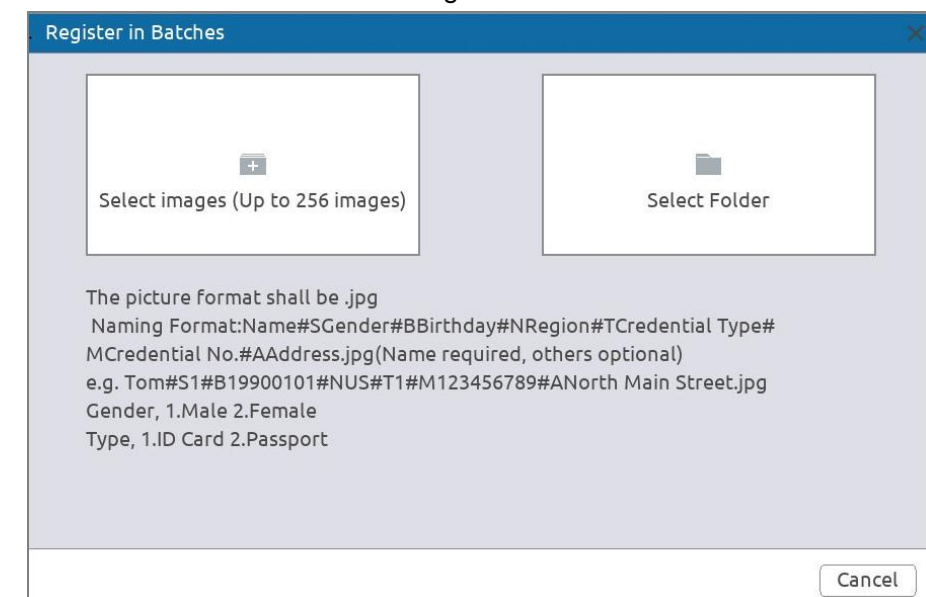 Register in Batches
Select images (Up to 256 images)
Select Folder
The picture format shall be .jpg
Naming Format:Name#SGender#BBirthday#NRegion#TCredential Type#
MCredential No.#AAddress.jpg(Name required, others optional)
e.g. Tom#S1#B19900101#NUS#T1#M123456789#ANorth Main Street.jpg
Gender, 1.Male 2.Female
Type, 1.ID Card 2.Passport
Cancel